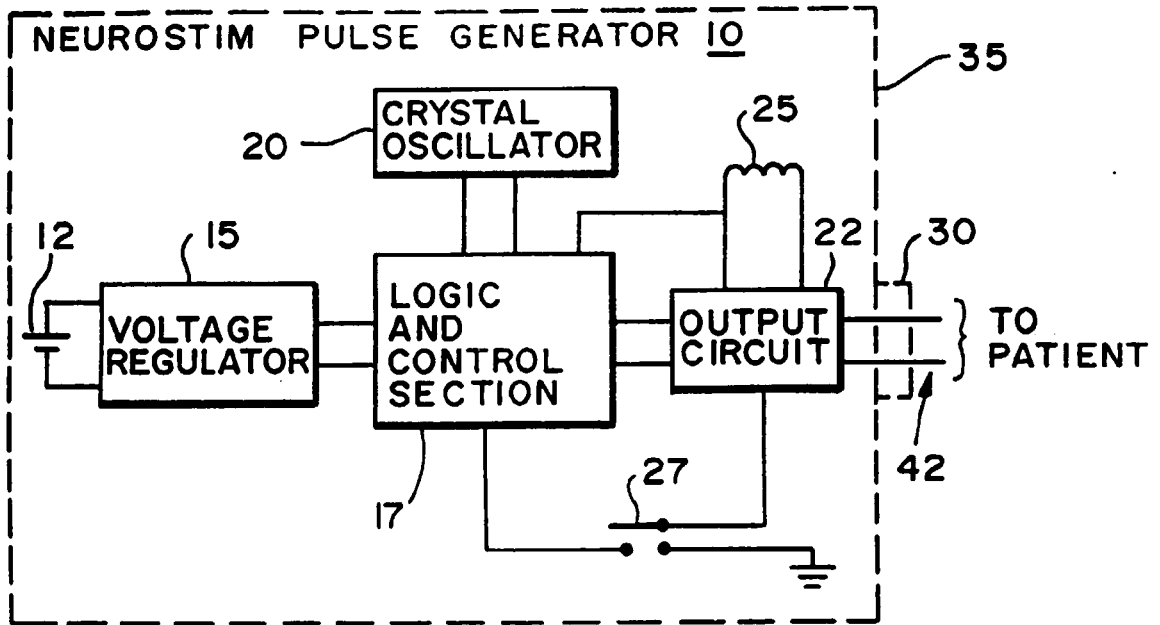 NEUROSTIM PULSE GENERATOR 10
35
CRYSTAL
OSCILLATOR
20
25
12
15
22
30
VOLTAGE
REGULATOR
LOGIC
AND
CONTROL
SECTION
OUTPUT
CIRCUIT
TO
PATIENT
42
17
27